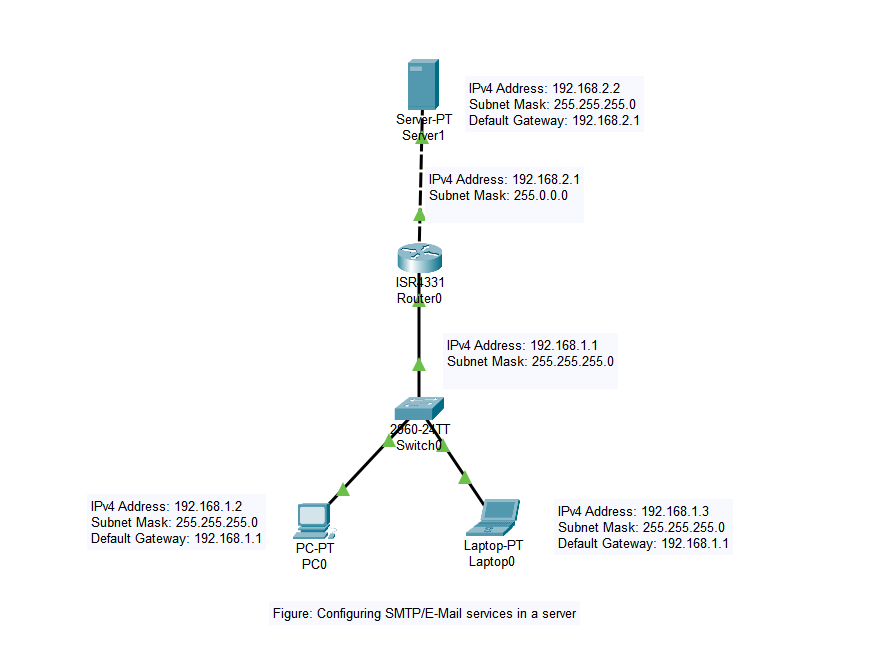 IPv4 Address: 192.168.2.2
Subnet Mask: 255.255.255.0
Default Gateway: 192.168.2.1
Server-PT
Server1
IPv4 Address: 192.168.2.1
Subnet Mask: 255.0.0.0
ISR4331
Router0
IPv4 Address: 192.168.1.1
Subnet Mask: 255.255.255.0
2960-24TT
Switch0
IPv4 Address: 192.168.1.2
Subnet Mask: 255.255.255.0
Default Gateway: 192.168.1.1
PC-PT
PC0
Laptop-PT
Laptop0
IPv4 Address: 192.168.1.3
Subnet Mask: 255.255.255.0
Default Gateway: 192.168.1.1
Figure: Configuring SMTP/E-Mail services in a server